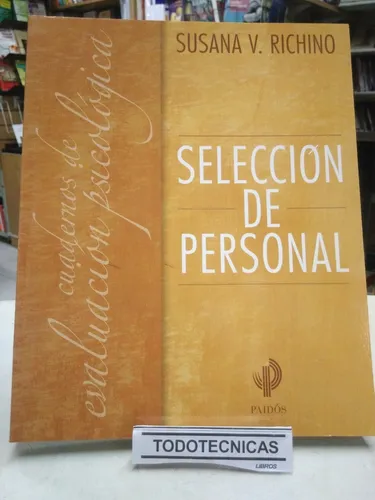 SUSANA V. RICHINO
cuadernos de
evaluación psicológica
SELECCIÓN
DE
PERSONAL
PAIDÓS
TODOTECNICAS
LIBROS